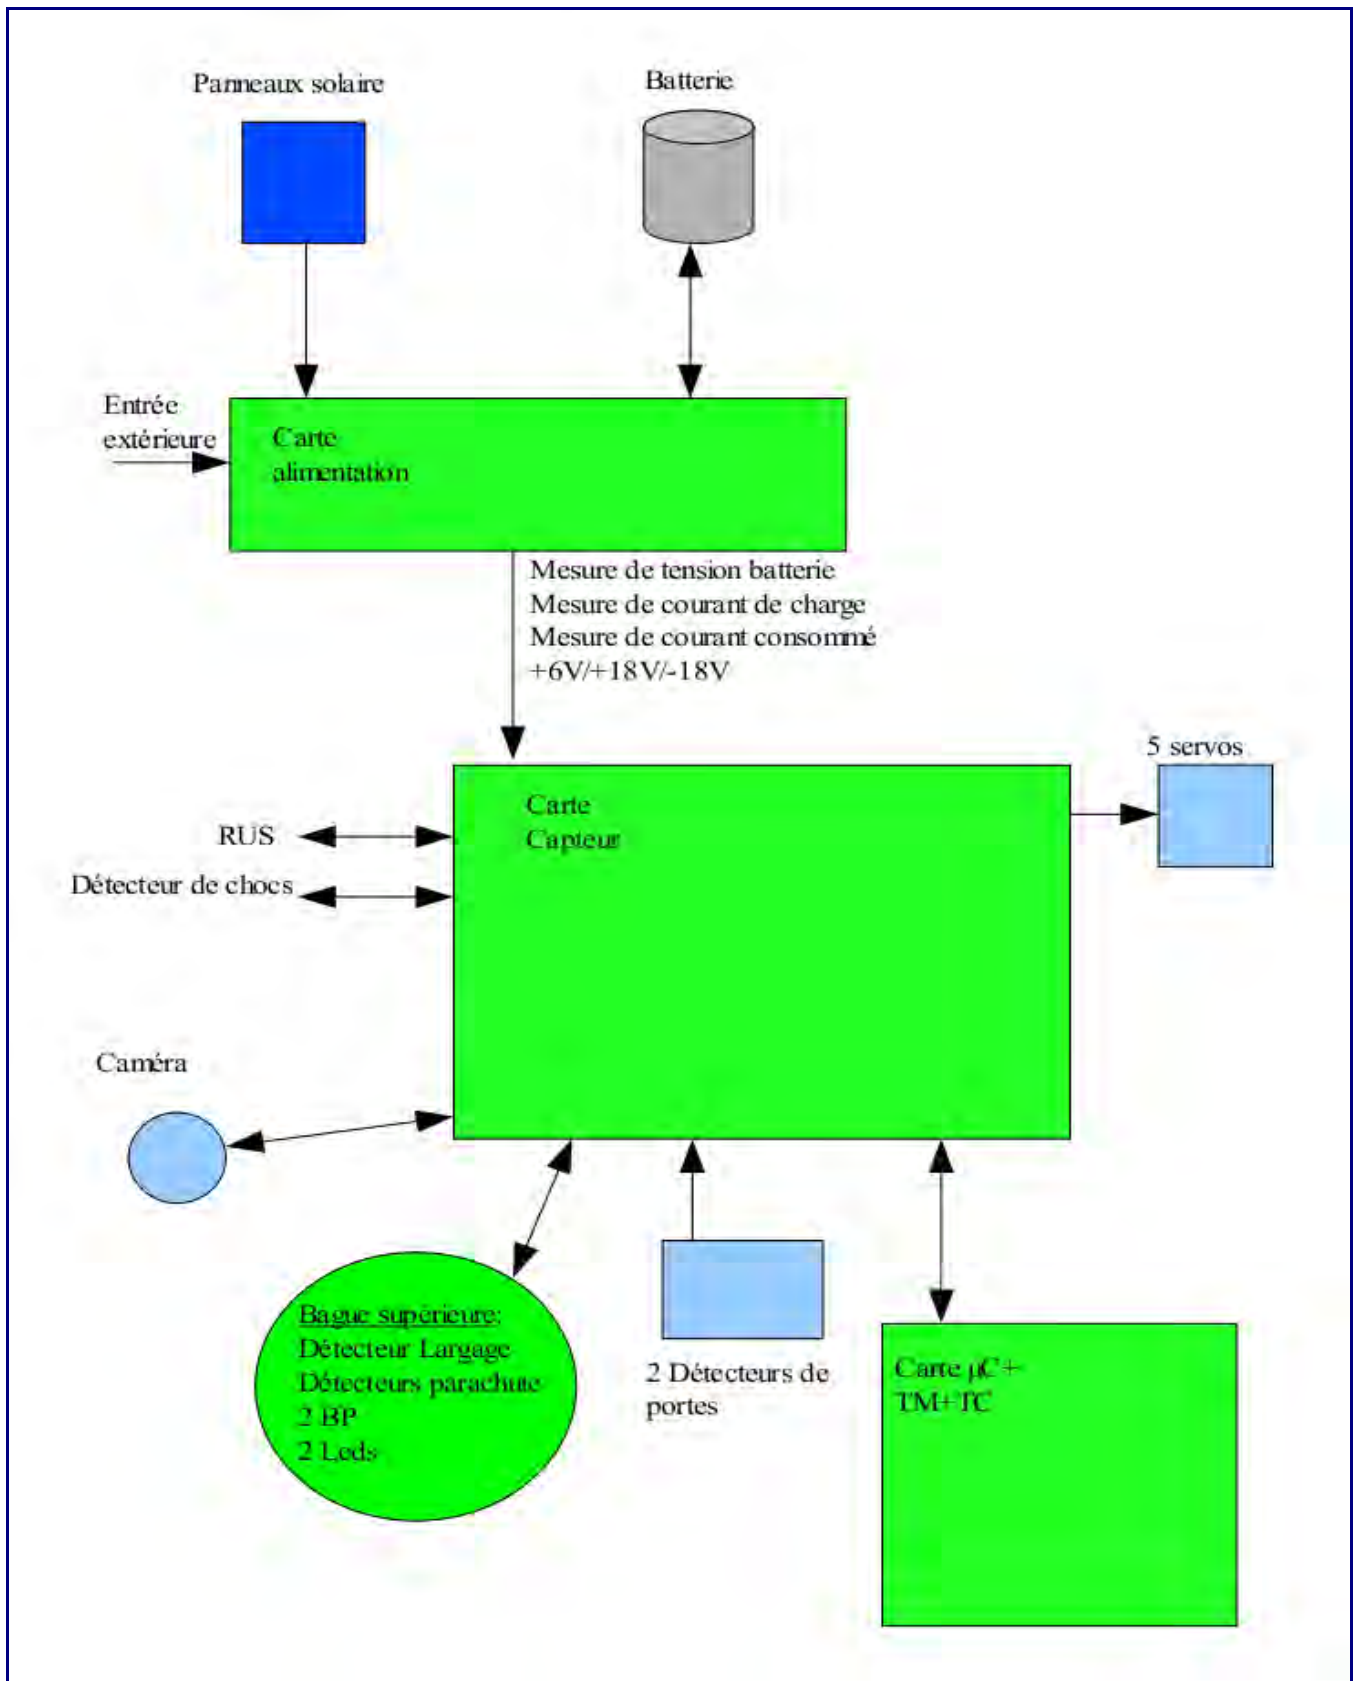 Panneaux solaire
Batterie
Entrée
extérieure
Carte
alimentation
Mesure de tension batterie
Mesure de courant de charge
Mesure de courant consommé
+6V/+18V/-18V
5 servos
Carte
Capteur
RUS
Détecteur de chocs
Caméra
Bague supérieure:
Détecteur Largage
Détecteurs parachute
2 BP
2 Leds
2 Détecteurs de
portes
Carte µC+
TM+TC